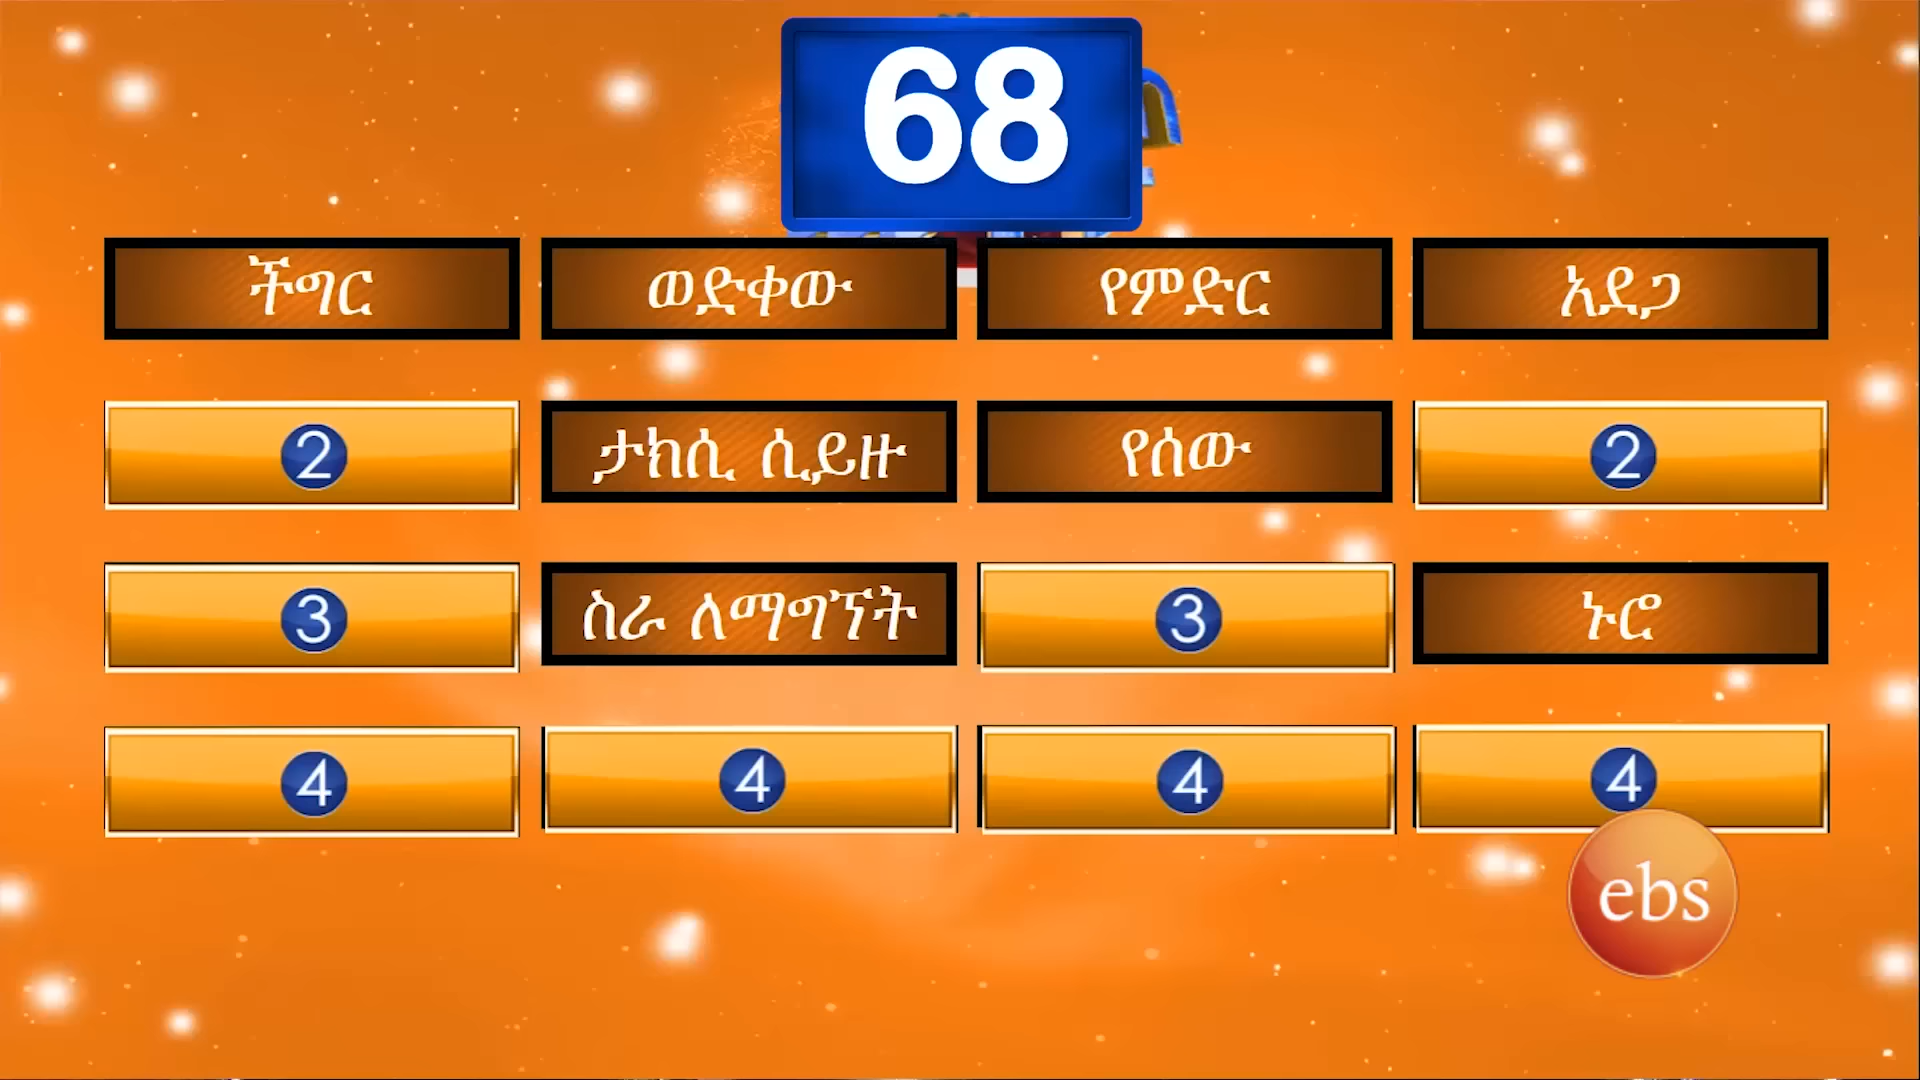 68
ችግር ወድቀው የምድር አደጋ
2 ታክሲ ሲይዙ የሰው 2
3 ስራ ለማግኘት 3 ኑሮ
4 4 4 4
ebs